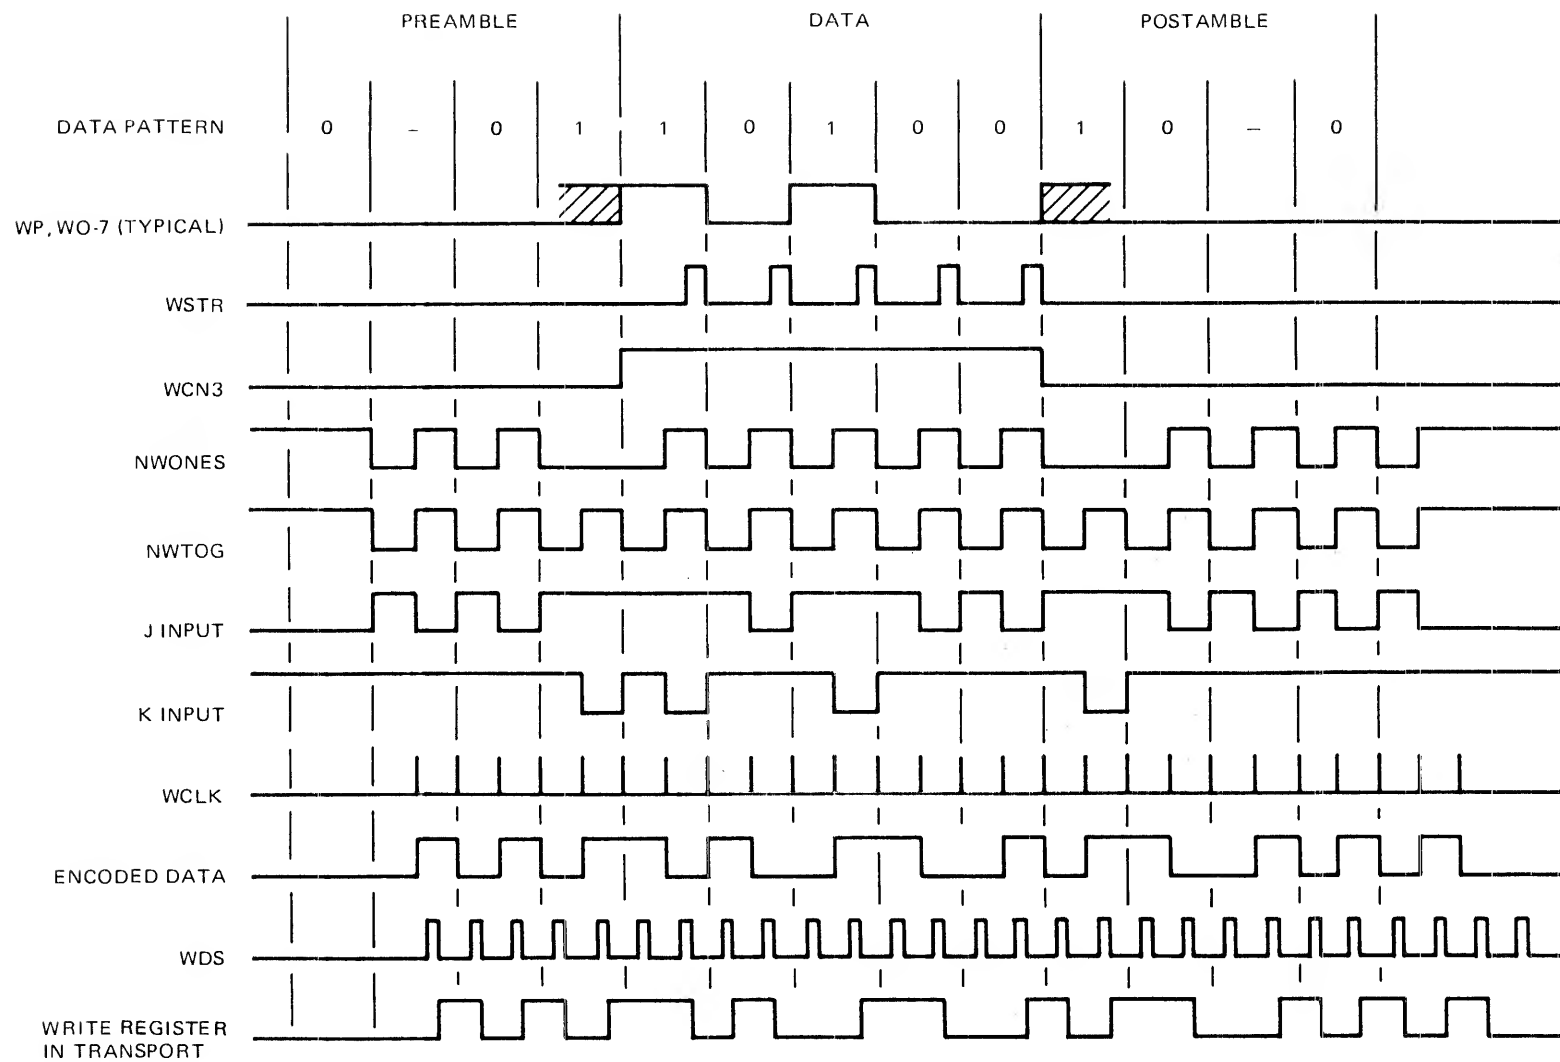 PREAMBLE DATA POSTAMBLE
DATA PATTERN 0 – 0 1 1 0 1 0 0 1 0 – 0
WP, WO-7 (TYPICAL)
WSTR
WCN3
NWONES
NWTOG
J INPUT
K INPUT
WCLK
ENCODED DATA
WDS
WRITE REGISTER
IN TRANSPORT